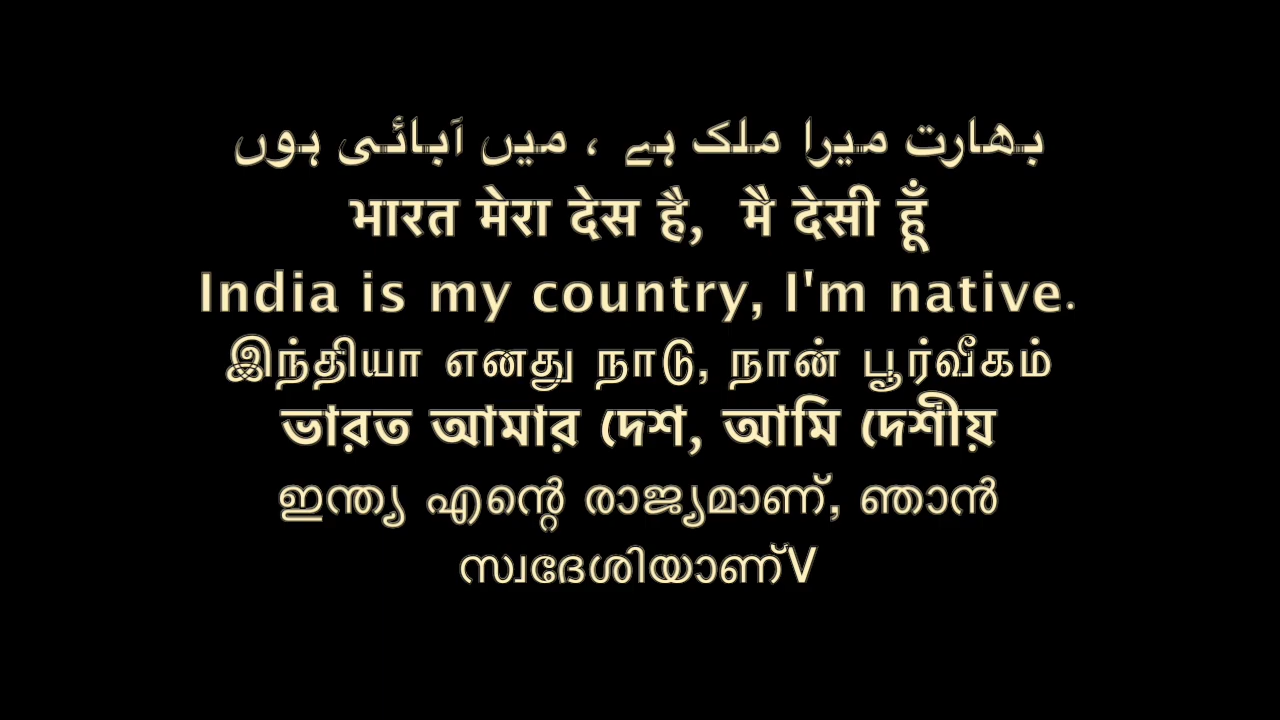 بھارت میرا ملک ہے ، میں آبائی ہوں
भारत मेरा देस है, मै देसी हूँ
India is my country, I'm native.
இந்தியா எனது நாடு, நான் பூர்வீகம்
ভারত আমার দেশ, আমি দেশীয়
ഇന്ത്യ എന്റെ രാജ്യമാണ്, ഞാൻ
സ്വദേശിയാണ്V